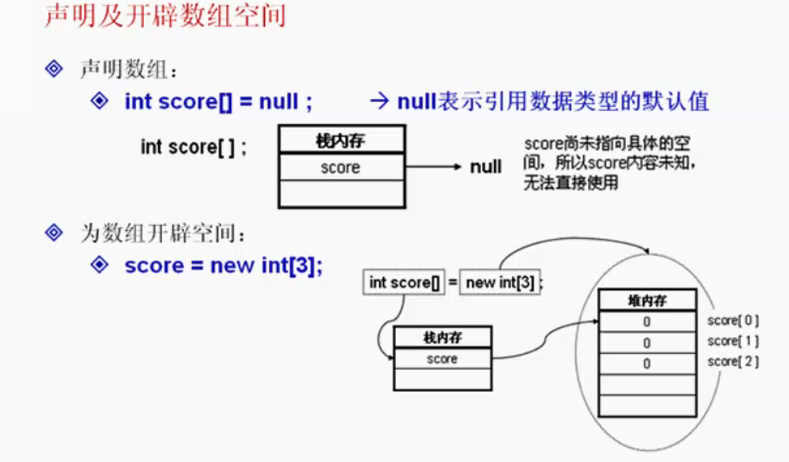 声明及开辟数组空间
声明数组：
int score[] = null ; → null表示引用数据类型的默认值
int score[ ] ;
栈内存
score
null
score尚未指向具体的空
间，所以score内容未知，
无法直接使用
为数组开辟空间：
score = new int[3];
int score[] = new int[3];
栈内存
score
堆内存
0 score[ 0 ]
0 score[ 1 ]
0 score[ 2 ]